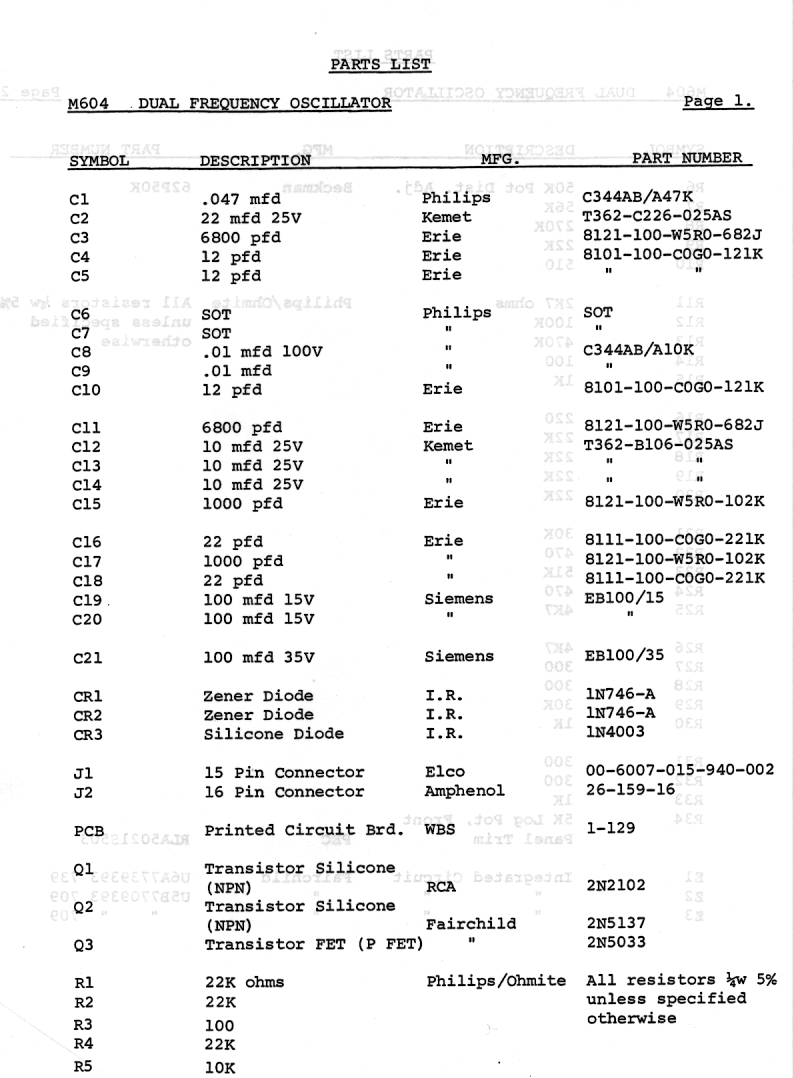 PARTS LIST
M604 DUAL FREQUENCY OSCILLATOR Page 1.
SYMBOL DESCRIPTION MFG. PART NUMBER
C1 .047 mfd Philips C344AB/A47K
C2 22 mfd 25V Kemet T362-C226-025AS
C3 6800 pfd Erie 8121-100-W5R0-682J
C4 12 pfd Erie 8101-100-C0G0-121K
C5 12 pfd Erie " "
C6 SOT Philips SOT
C7 SOT " "
C8 .01 mfd 100V " C344AB/A10K
C9 .01 mfd " "
C10 12 pfd Erie 8101-100-C0G0-121K
C11 6800 pfd Erie 8121-100-W5R0-682J
C12 10 mfd 25V Kemet T362-B106-025AS
C13 10 mfd 25V " " "
C14 10 mfd 25V " " "
C15 1000 pfd Erie 8121-100-W5R0-102K
C16 22 pfd Erie 8111-100-C0G0-221K
C17 1000 pfd " 8121-100-W5R0-102K
C18 22 pfd " 8111-100-C0G0-221K
C19 100 mfd 15V Siemens EB100/15
C20 100 mfd 15V " "
C21 100 mfd 35V Siemens EB100/35
CR1 Zener Diode I.R. 1N746-A
CR2 Zener Diode I.R. 1N746-A
CR3 Silicone Diode I.R. 1N4003
J1 15 Pin Connector Elco 00-6007-015-940-002
J2 16 Pin Connector Amphenol 26-159-16
PCB Printed Circuit Brd. WBS 1-129
Q1 Transistor Silicone
(NPN) RCA 2N2102
Q2 Transistor Silicone
(NPN) Fairchild 2N5137
Q3 Transistor FET (P FET) " 2N5033
R1 22K ohms Philips/Ohmite All resistors ¼w 5%
R2 22K unless specified
R3 100 otherwise
R4 22K
R5 10K